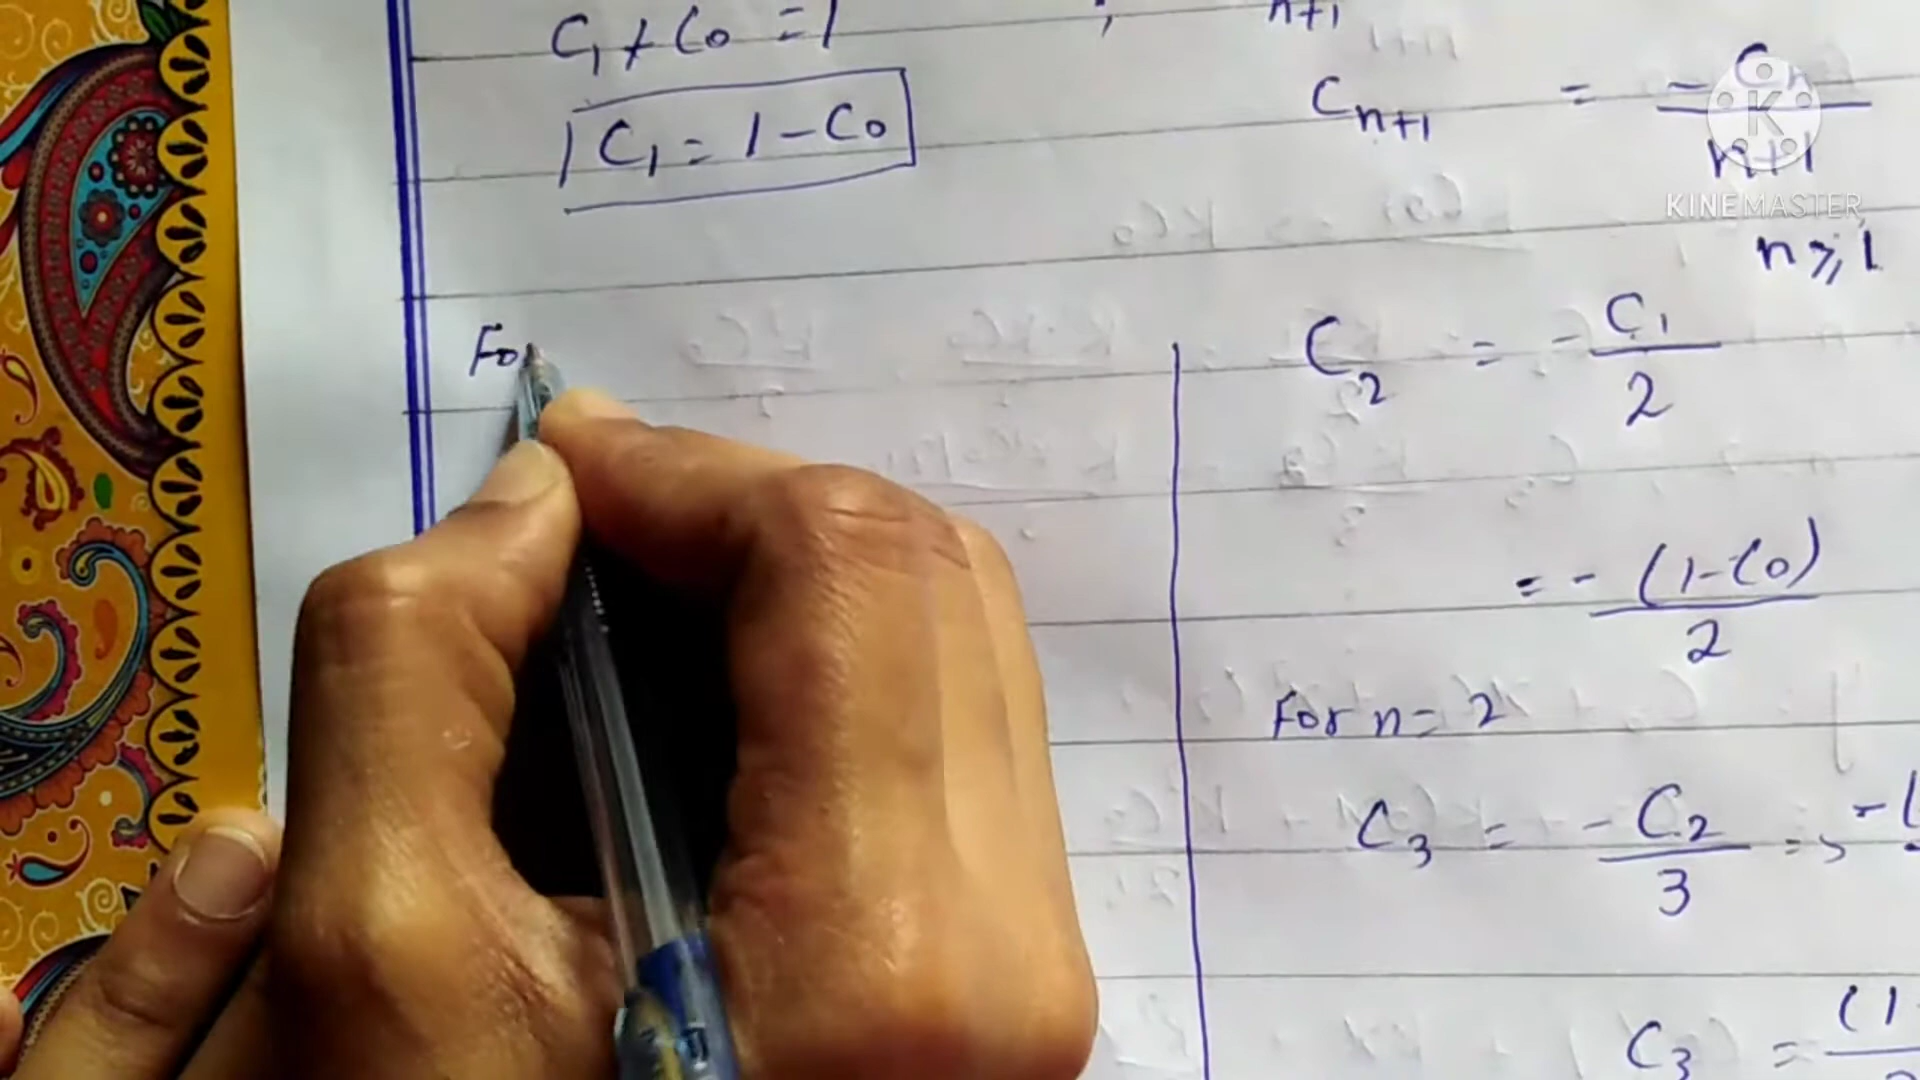 C₁ + C₀ = 1
C₁ = 1 - C₀
Fo
n+1
Cₙ₊₁ = -Cₙ / n+1
n ≥ 1
C₂ = - C₁ / 2
= - (1-C₀) / 2
For n = 2
C₃ = -C₂ / 3 => -(
C₃ = (1
K
KINEMASTER